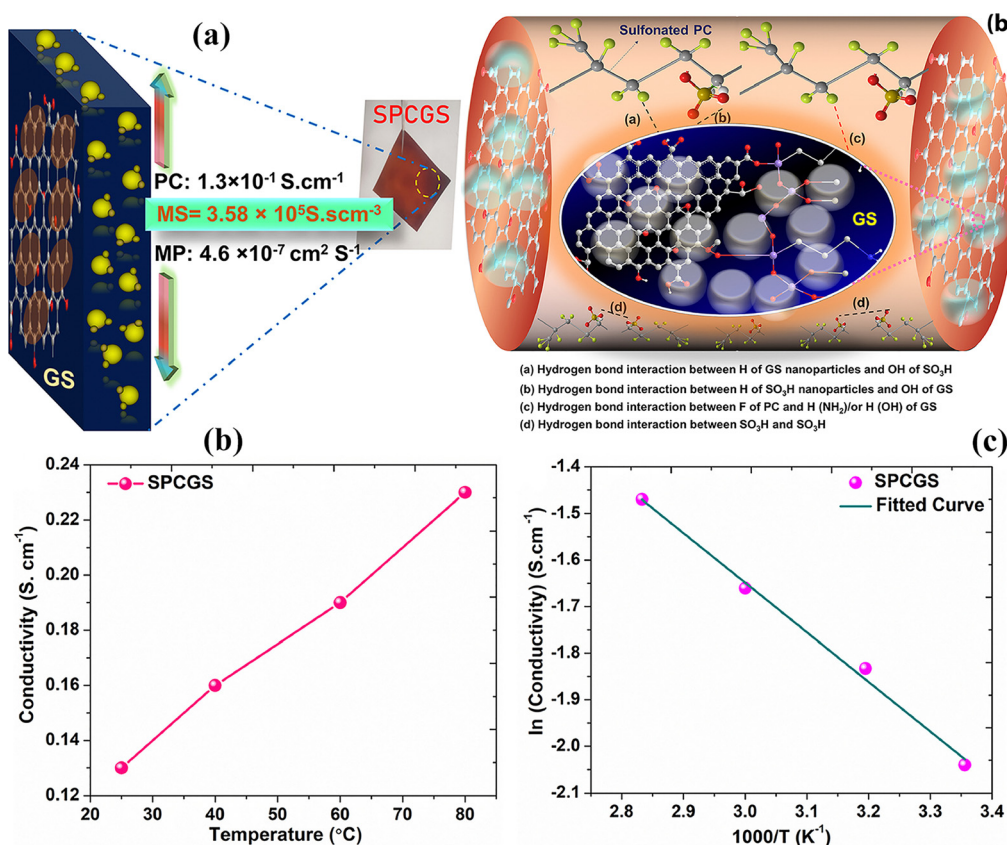 (a)
SPCGS
PC: 1.3×10⁻¹ S.cm⁻¹
MS= 3.58 × 10⁵S.scm⁻³
MP: 4.6 ×10⁻⁷ cm² S⁻¹
GS
(b)
Sulfonated PC
(a)
(b)
(c)
GS
(d)
(d)
(a) Hydrogen bond interaction between H of GS nanoparticles and OH of SO₃H
(b) Hydrogen bond interaction between H of SO₃H nanoparticles and OH of GS
(c) Hydrogen bond interaction between F of PC and H (NH₂)/or H (OH) of GS
(d) Hydrogen bond interaction between SO₃H and SO₃H
(b)
SPCGS
Conductivity (S. cm⁻¹)
0.24
0.22
0.20
0.18
0.16
0.14
0.12
20 30 40 50 60 70 80
Temperature (°C)
(c)
SPCGS
Fitted Curve
ln (Conductivity) (S.cm⁻¹)
-1.4
-1.5
-1.6
-1.7
-1.8
-1.9
-2.0
-2.1
2.8 2.9 3.0 3.1 3.2 3.3 3.4
1000/T (K⁻¹)